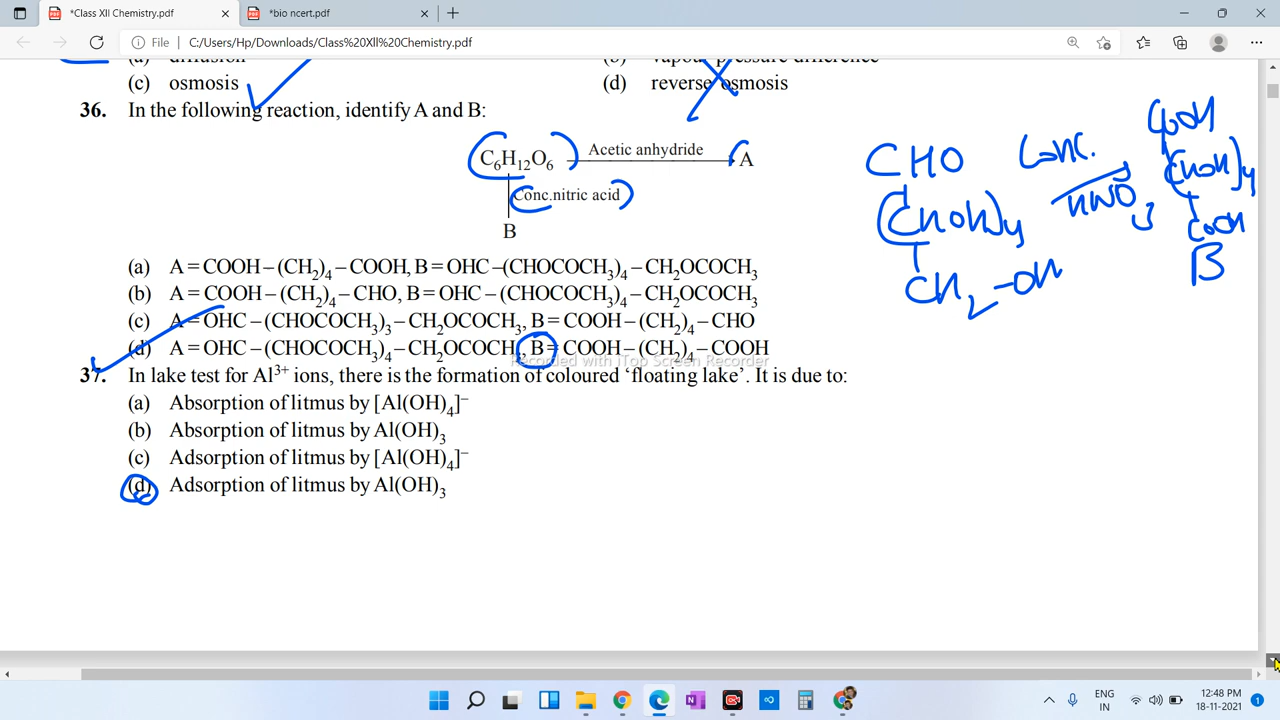 *Class XII Chemistry.pdf
*bio ncert.pdf
File C:/Users/Hp/Downloads/Class%20XII%20Chemistry.pdf
(a) diffusion (b) vapour pressure difference
(c) osmosis (d) reverse osmosis
36. In the following reaction, identify A and B:
C6H12O6 Acetic anhydride A
Conc.nitric acid
B
CHO
(CHOH)4
CH2-OH
Conc.
HNO3
COOH
(CHOH)4
COOH
B
(a) A = COOH – (CH2)4 – COOH, B = OHC – (CHOCOCH3)4 – CH2OCOCH3
(b) A = COOH – (CH2)4 – CHO, B = OHC – (CHOCOCH3)4 – CH2OCOCH3
(c) A = OHC – (CHOCOCH3)3 – CH2OCOCH3, B = COOH – (CH2)4 – CHO
(d) A = OHC – (CHOCOCH3)4 – CH2OCOCH3, B = COOH – (CH2)4 – COOH
Recorded with iTop Screen Recorder
37. In lake test for Al3+ ions, there is the formation of coloured ‘floating lake’. It is due to:
(a) Absorption of litmus by [Al(OH)4]–
(b) Absorption of litmus by Al(OH)3
(c) Adsorption of litmus by [Al(OH)4]–
(d) Adsorption of litmus by Al(OH)3
ENG
IN
12:48 PM
18-11-2021
1